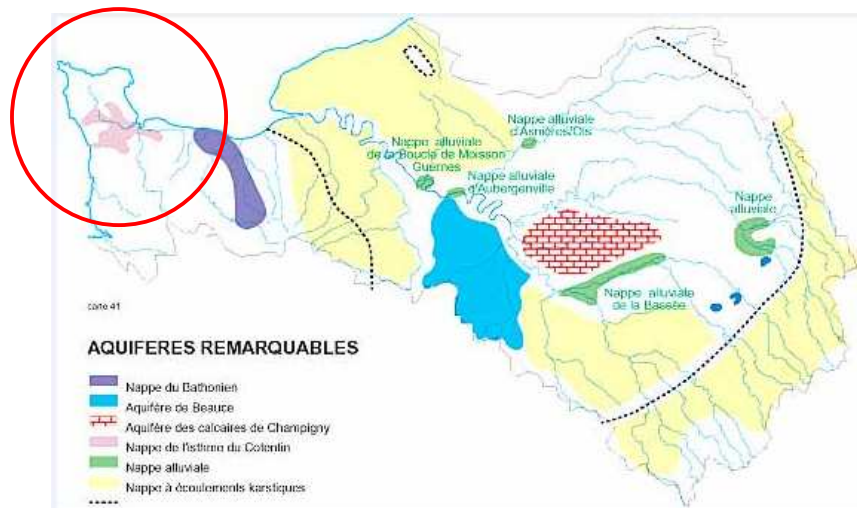 Nappe alluviale
d'Asnières/Ois
Nappe alluviale
de la Boucle de Moisson
Guernes
Nappe alluviale
d'Aubergenville
Nappe
alluviale
Nappe alluviale
de la Bassée
carte 41
AQUIFERES REMARQUABLES
Nappe du Bathonien
Aquifère de Beauce
Aquifère des calcaires de Champigny
Nappe de l'isthme du Cotentin
Nappe alluviale
Nappe à écoulements karstiques